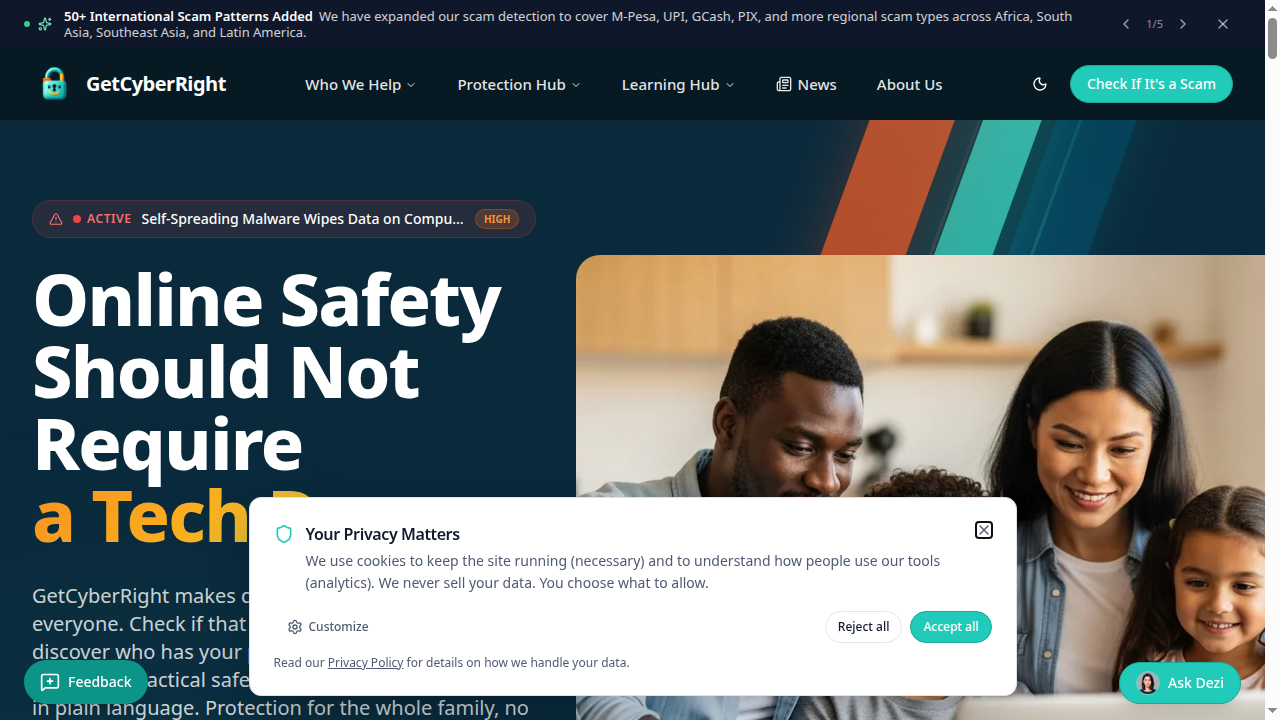 50+ International Scam Patterns Added We have expanded our scam detection to cover M-Pesa, UPI, GCash, PIX, and more regional scam types across Africa, South
Asia, Southeast Asia, and Latin America.
1/5
GetCyberRight
Who We Help
Protection Hub
Learning Hub
News
About Us
Check If It's a Scam
ACTIVE Self-Spreading Malware Wipes Data on Compu... HIGH
Online Safety
Should Not
Require
a Tech
GetCyberRight makes
everyone. Check if that
discover who has your
in plain language. Protection for the whole family, no
Your Privacy Matters
We use cookies to keep the site running (necessary) and to understand how people use our tools
(analytics). We never sell your data. You choose what to allow.
Customize
Reject all
Accept all
Read our Privacy Policy for details on how we handle your data.
Feedback
Ask Dezi